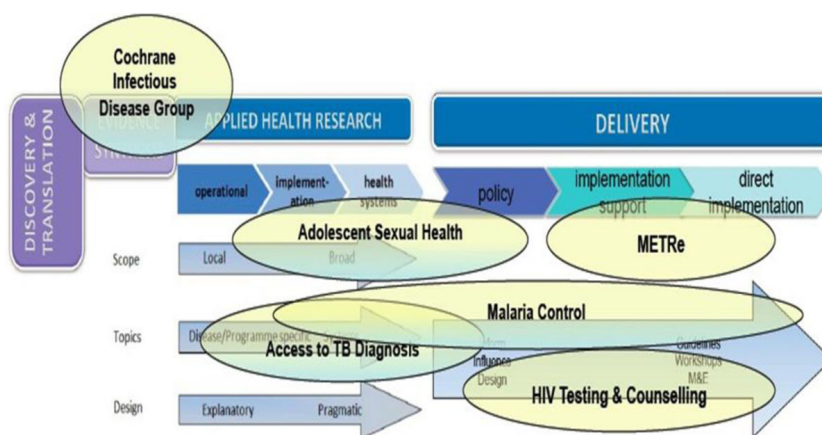 Cochrane
Infectious
Disease Group
DISCOVERY &
TRANSLATION
EVIDENCE
SYNTHESIS
APPLIED HEALTH RESEARCH
DELIVERY
operational
implement-
ation
health
systems
policy
implementation
support
direct
implementation
Adolescent Sexual Health
METRe
Scope
Local
Broad
Malaria Control
Topics
Disease/Programme specific
Access to TB Diagnosis
Influence
Design
Guidelines
Workshops
M&E
HIV Testing & Counselling
Design
Explanatory
Pragmatic